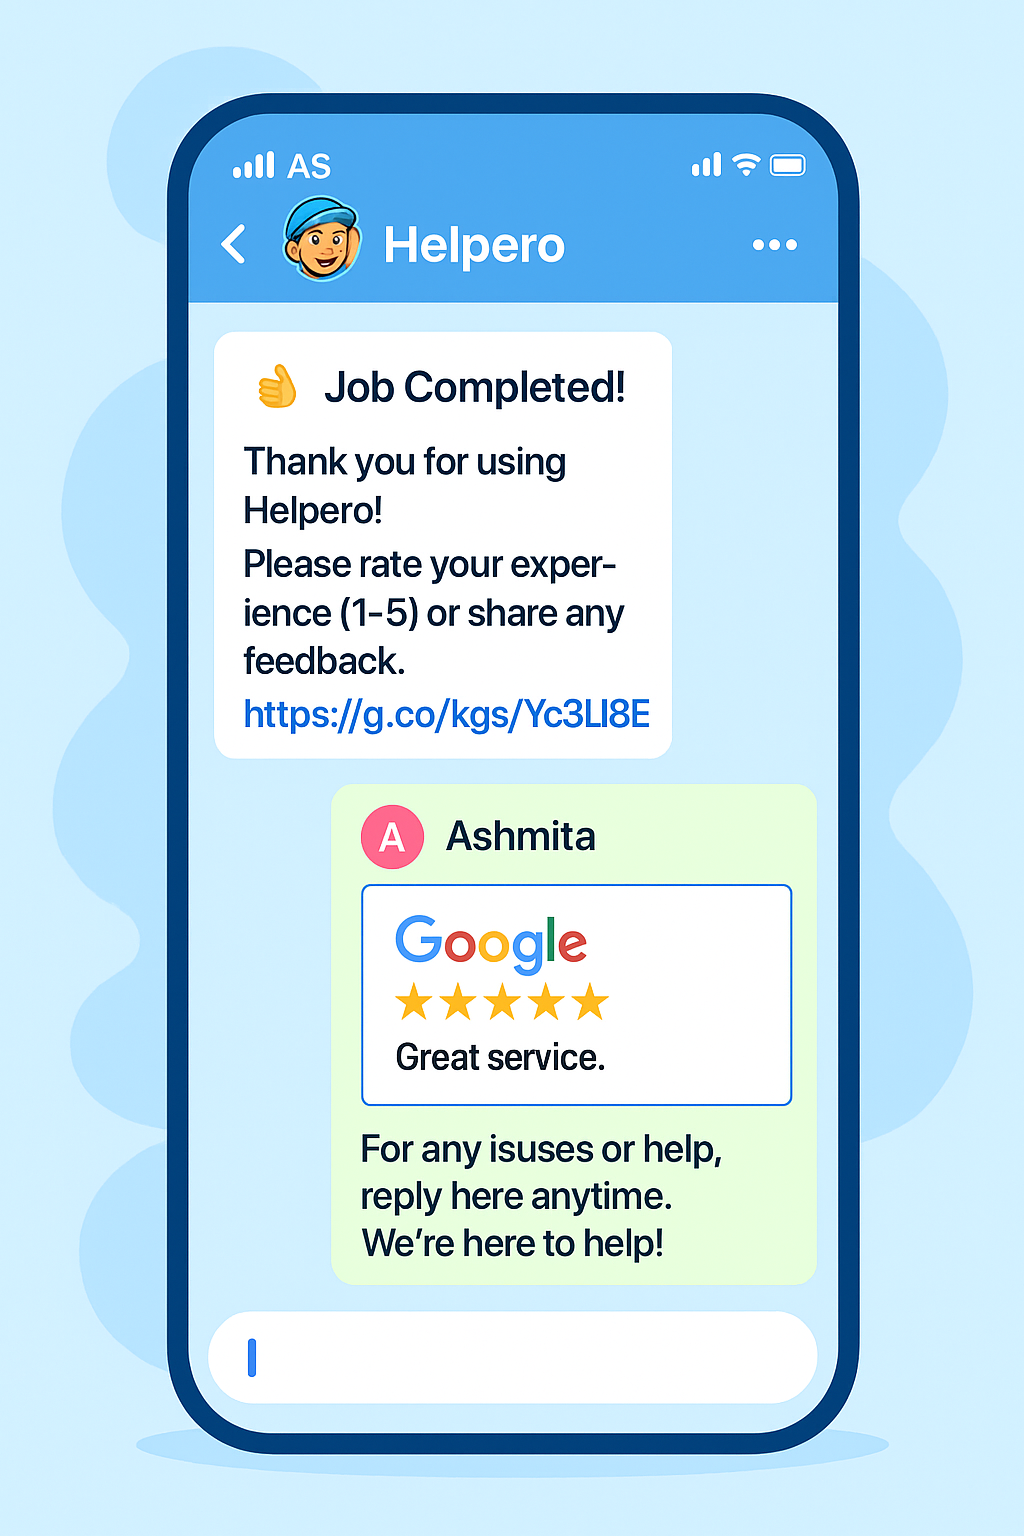 AS
Helpero
Job Completed!
Thank you for using
Helpero!
Please rate your exper-
ience (1-5) or share any
feedback.
https://g.co/kgs/Yc3LI8E
A Ashmita
Google
Great service.
For any isuses or help,
reply here anytime.
We're here to help!